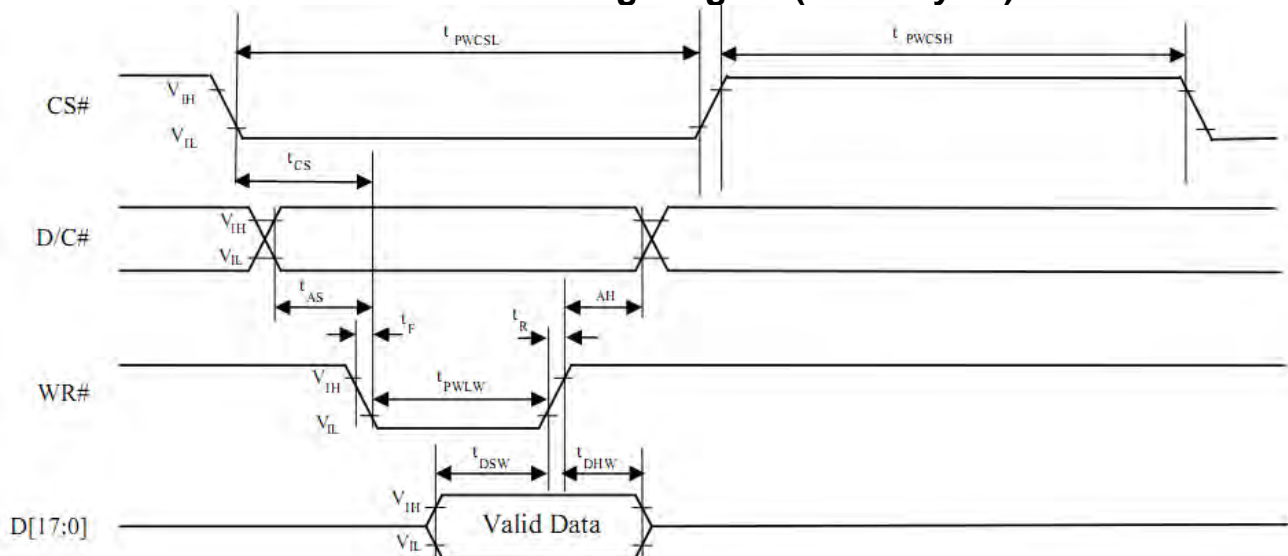 t PWCSL
t PWCSH
V IH
CS#
V IL
t CS
V IH
D/C#
V IL
t AS
AH
t F
t R
V IH
t PWLW
WR#
V IL
t DSW
t DHW
V IH
Valid Data
D[17:0]
V IL